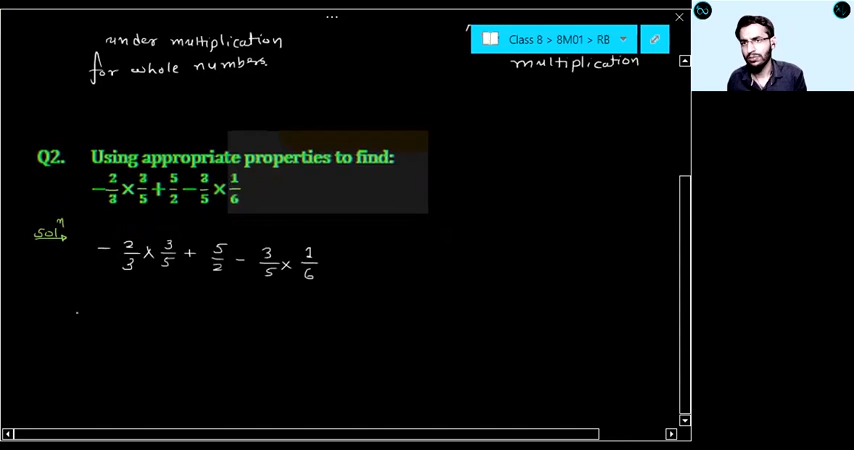 under multiplication
for whole numbers.
Class 8 > 8M01 > RB
multiplication
Q2. Using appropriate properties to find:
-2/3 × 3/5 + 5/2 - 3/5 × 1/6
solⁿ
- 2/3 × 3/5 + 5/2 - 3/5 × 1/6